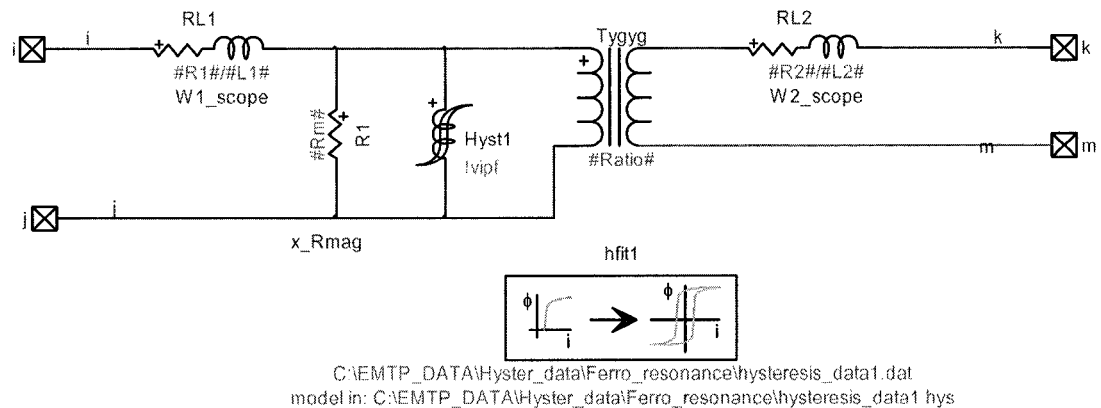 RL1
RL2
Tygyg
i
i
+
+
k
k
#R1#/#L1#
W1_scope
+
#R2#/#L2#
W2_scope
#Rm#
+
R1
+
Hyst1
Ivipf
#Ratio#
m
m
j
j
x_Rmag
hfit1
ϕ
i
ϕ
i
C:\EMTP_DATA\Hyster_data\Ferro_resonance\hysteresis_data1.dat
model in: C:\EMTP_DATA\Hyster_data\Ferro_resonance\hysteresis_data1.hys